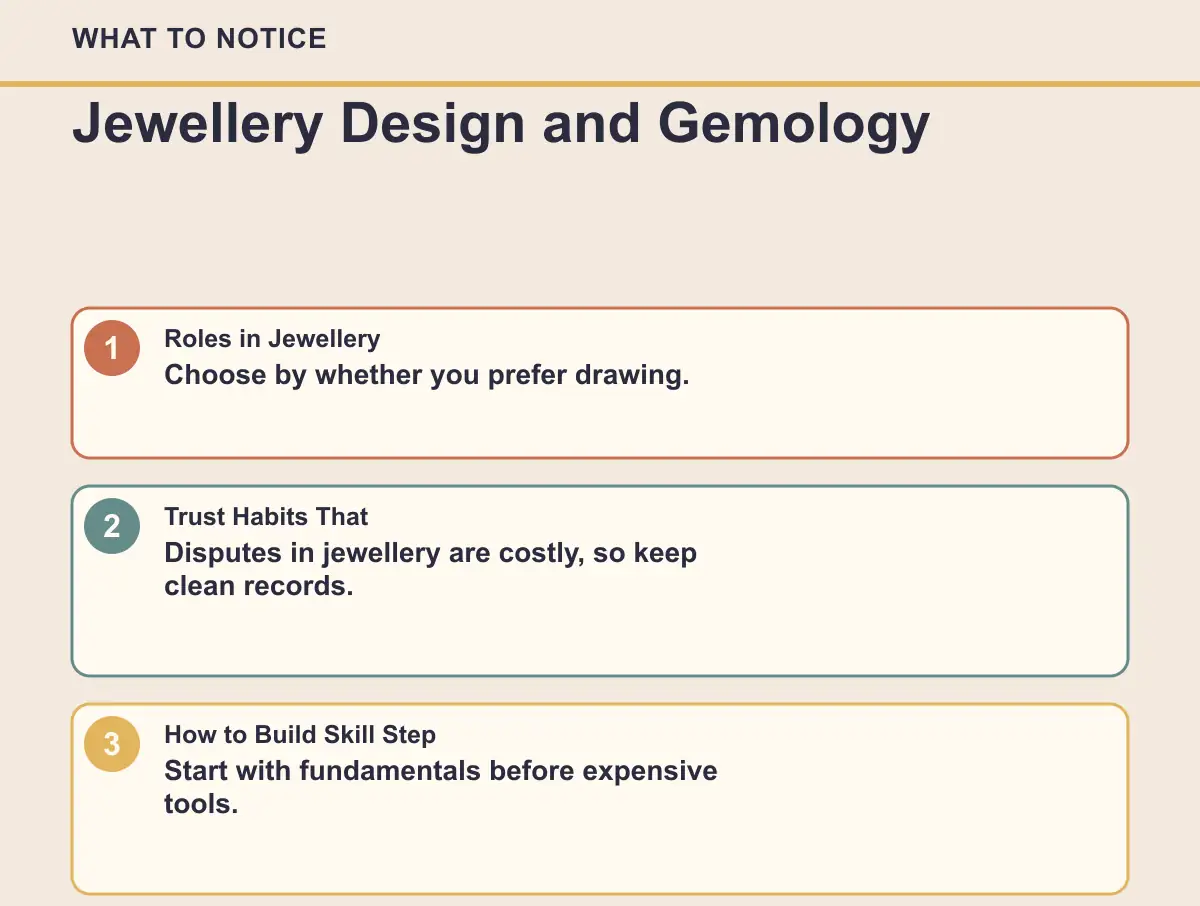 WHAT TO NOTICE
Jewellery Design and Gemology
1
Roles in Jewellery
Choose by whether you prefer drawing.
2
Trust Habits That
Disputes in jewellery are costly, so keep
clean records.
3
How to Build Skill Step
Start with fundamentals before expensive
tools.